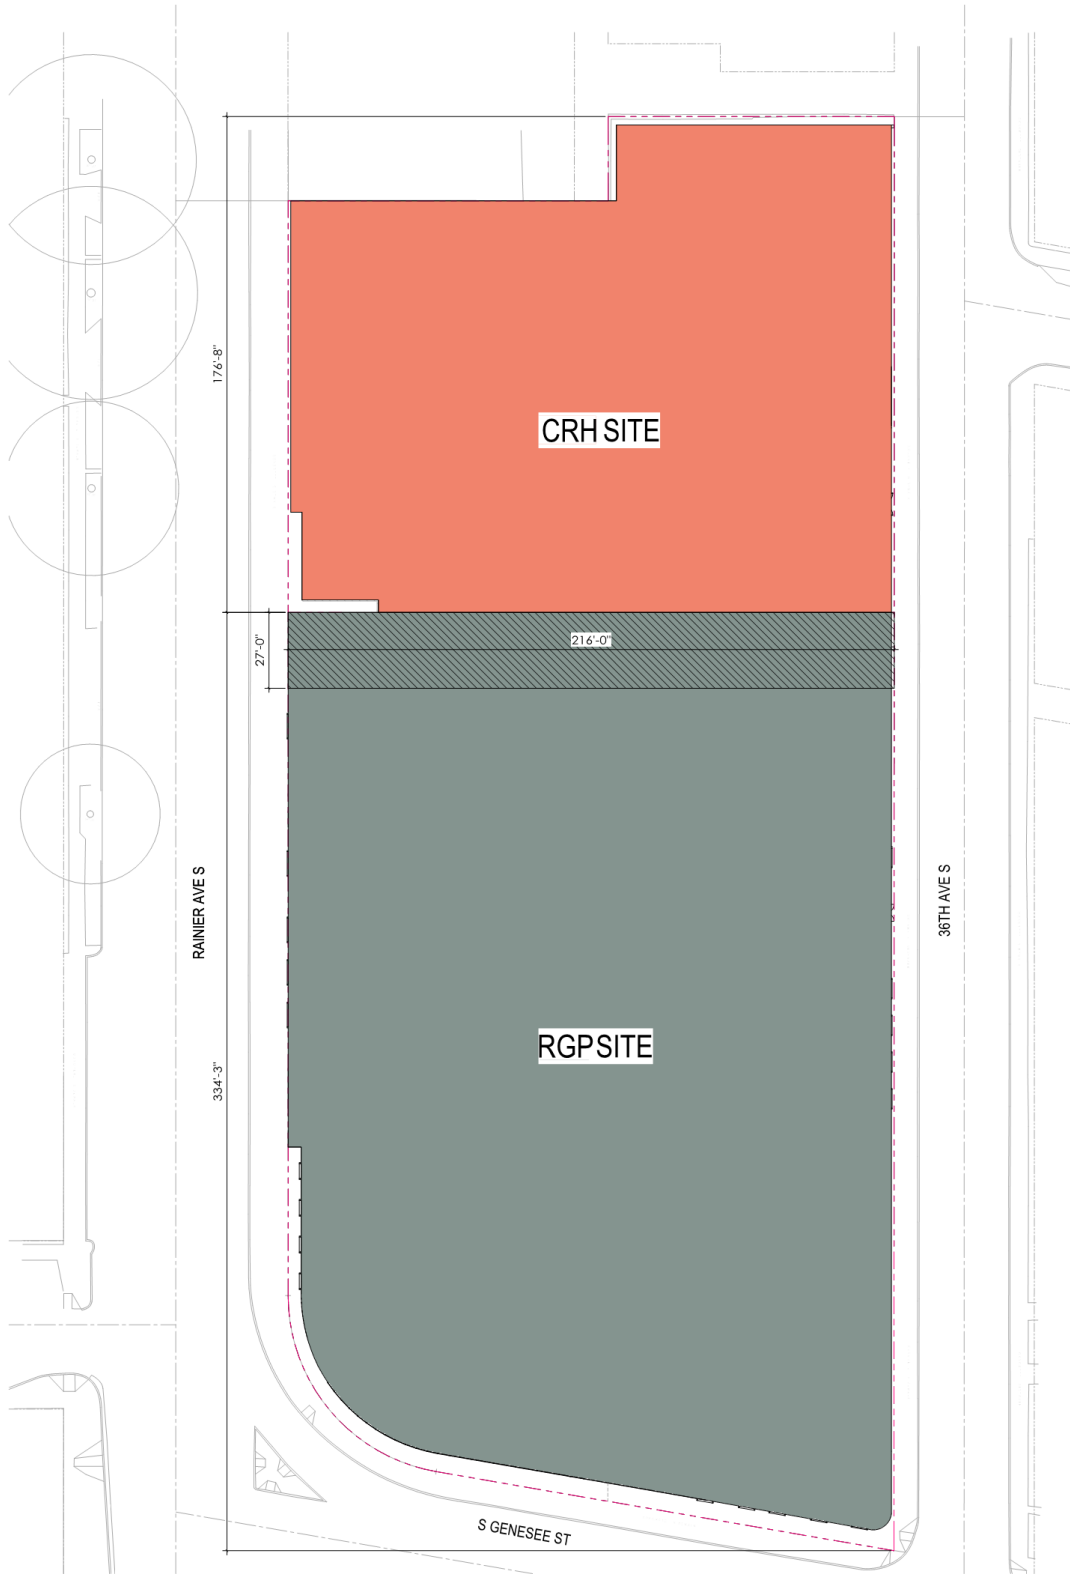 176'-8"
CRH SITE
27'-0"
216'-0"
RAINIER AVE S
36TH AVE S
RGP SITE
334'-3"
S GENESEE ST